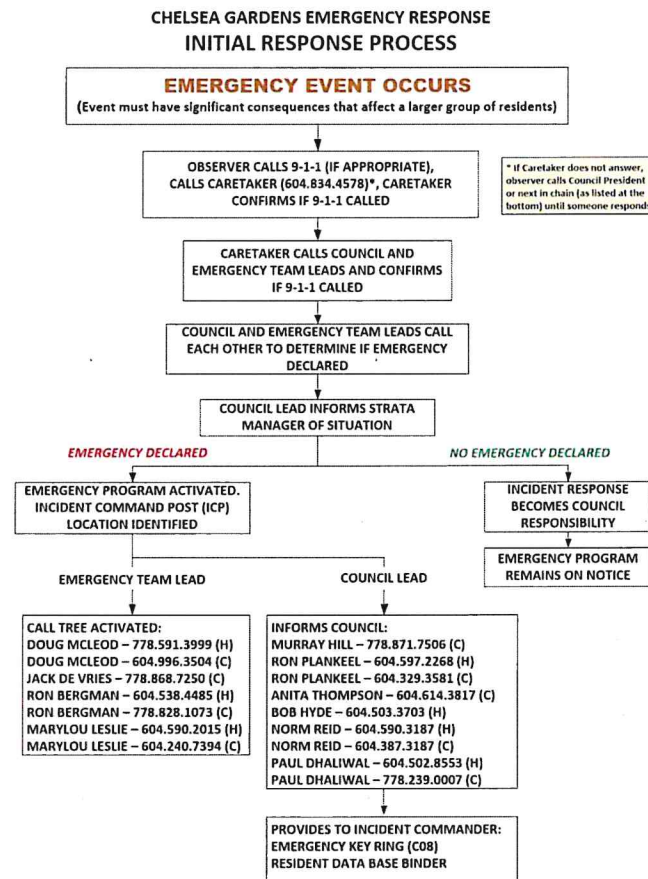 CHELSEA GARDENS EMERGENCY RESPONSE
INITIAL RESPONSE PROCESS
EMERGENCY EVENT OCCURS
(Event must have significant consequences that affect a larger group of residents)
OBSERVER CALLS 9-1-1 (IF APPROPRIATE),
CALLS CARETAKER (604.834.4578)*, CARETAKER
CONFIRMS IF 9-1-1 CALLED
* If Caretaker does not answer,
observer calls Council President
or next in chain (as listed at the
bottom) until someone responds
CARETAKER CALLS COUNCIL AND
EMERGENCY TEAM LEADS AND CONFIRMS
IF 9-1-1 CALLED
COUNCIL AND EMERGENCY TEAM LEADS CALL
EACH OTHER TO DETERMINE IF EMERGENCY
DECLARED
COUNCIL LEAD INFORMS STRATA
MANAGER OF SITUATION
EMERGENCY DECLARED
NO EMERGENCY DECLARED
EMERGENCY PROGRAM ACTIVATED.
INCIDENT COMMAND POST (ICP)
LOCATION IDENTIFIED
INCIDENT RESPONSE
BECOMES COUNCIL
RESPONSIBILITY
EMERGENCY PROGRAM
REMAINS ON NOTICE
EMERGENCY TEAM LEAD
COUNCIL LEAD
CALL TREE ACTIVATED:
DOUG MCLEOD – 778.591.3999 (H)
DOUG MCLEOD – 604.996.3504 (C)
JACK DE VRIES – 778.868.7250 (C)
RON BERGMAN – 604.538.4485 (H)
RON BERGMAN – 778.828.1073 (C)
MARYLOU LESLIE – 604.590.2015 (H)
MARYLOU LESLIE – 604.240.7394 (C)
INFORMS COUNCIL:
MURRAY HILL – 778.871.7506 (C)
RON PLANKEEL – 604.597.2268 (H)
RON PLANKEEL – 604.329.3581 (C)
ANITA THOMPSON – 604.614.3817 (C)
BOB HYDE – 604.503.3703 (H)
NORM REID – 604.590.3187 (H)
NORM REID – 604.387.3187 (C)
PAUL DHALIWAL – 604.502.8553 (H)
PAUL DHALIWAL – 778.239.0007 (C)
PROVIDES TO INCIDENT COMMANDER:
EMERGENCY KEY RING (C08)
RESIDENT DATA BASE BINDER